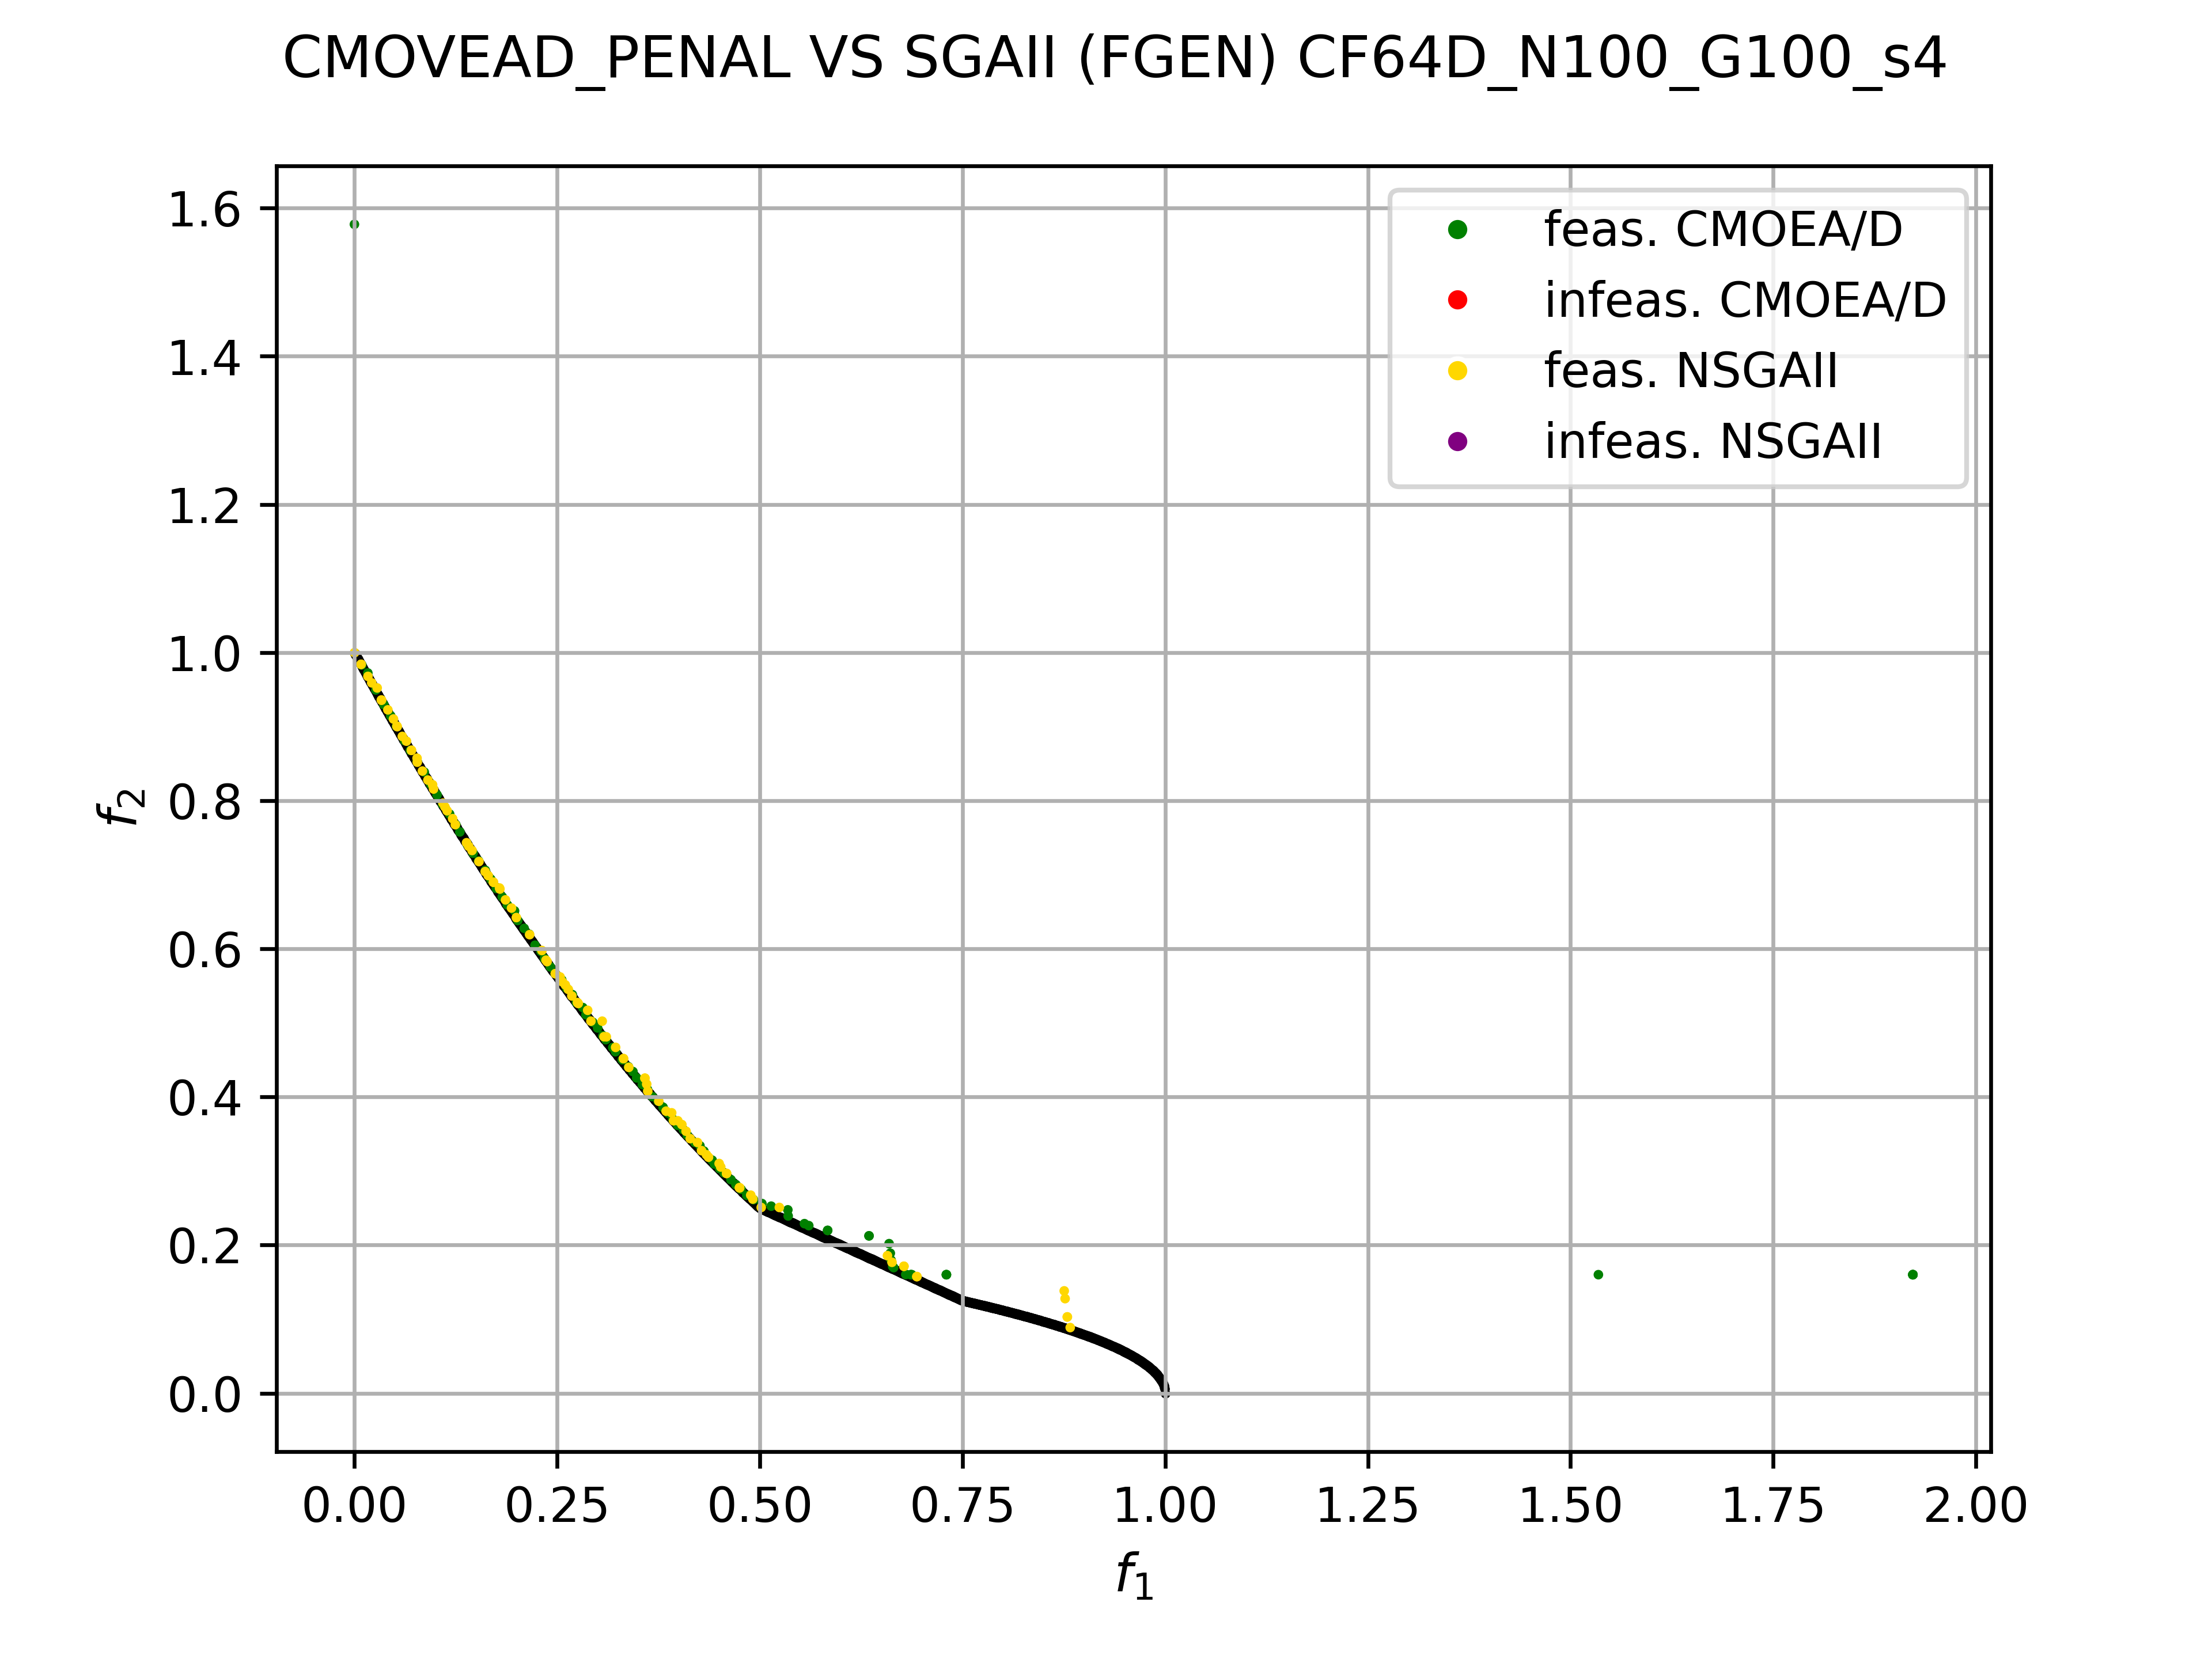 CMOVEAD_PENAL VS SGAII (FGEN) CF64D_N100_G100_s4
feas. CMOEA/D
infeas. CMOEA/D
feas. NSGAII
infeas. NSGAII
1.6
1.4
1.2
1.0
0.8
0.6
0.4
0.2
0.0
f2
0.00 0.25 0.50 0.75 1.00 1.25 1.50 1.75 2.00
f1